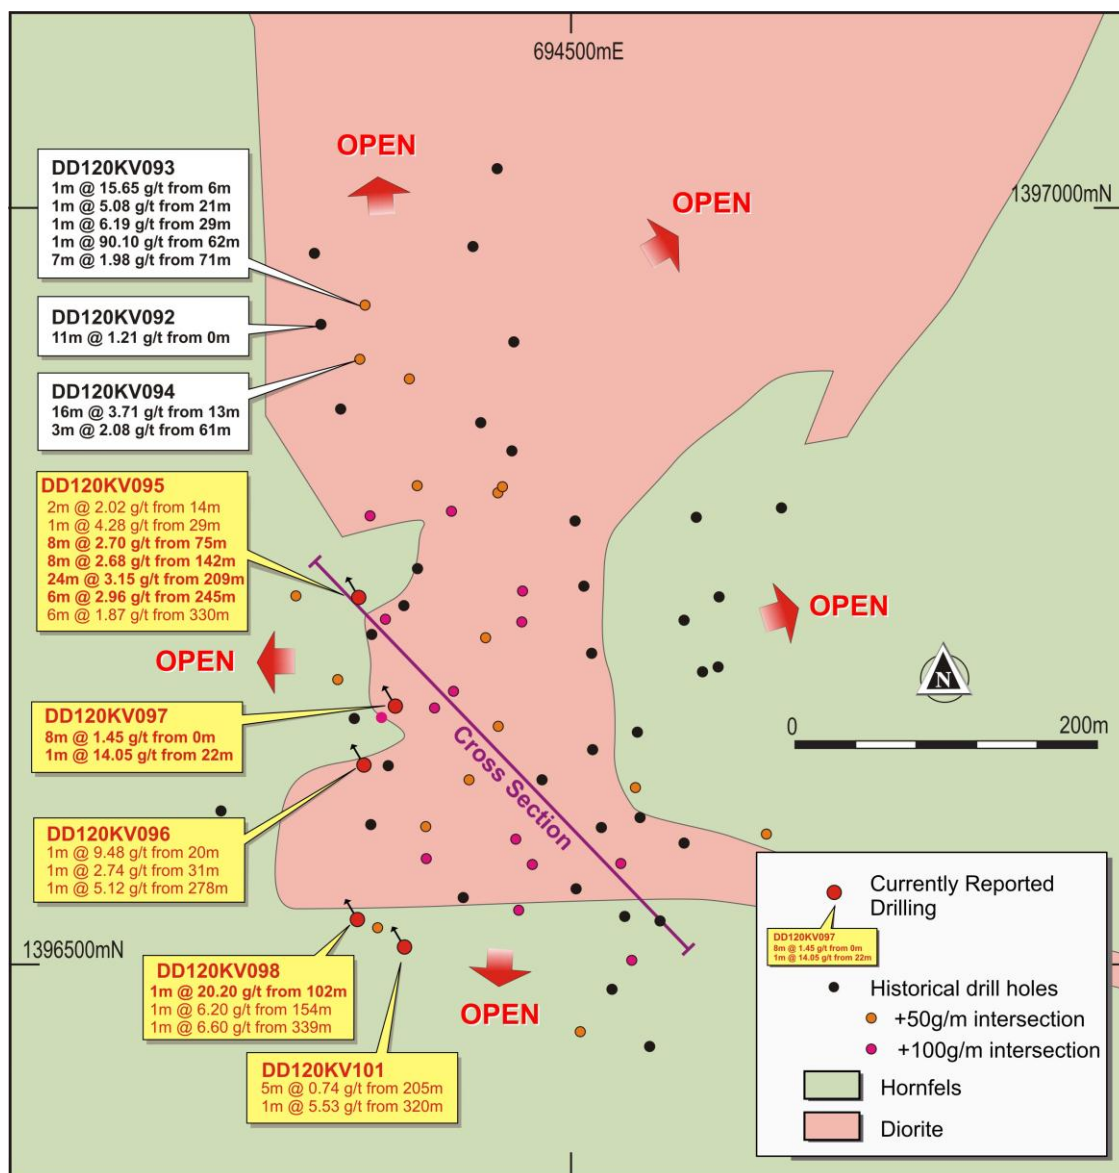 694500mE
OPEN
OPEN
1397000mN
DD120KV093
1m @ 15.65 g/t from 6m
1m @ 5.08 g/t from 21m
1m @ 6.19 g/t from 29m
1m @ 90.10 g/t from 62m
7m @ 1.98 g/t from 71m
DD120KV092
11m @ 1.21 g/t from 0m
DD120KV094
16m @ 3.71 g/t from 13m
3m @ 2.08 g/t from 61m
DD120KV095
2m @ 2.02 g/t from 14m
1m @ 4.28 g/t from 29m
8m @ 2.70 g/t from 75m
8m @ 2.68 g/t from 142m
24m @ 3.15 g/t from 209m
6m @ 2.96 g/t from 245m
6m @ 1.87 g/t from 330m
OPEN
OPEN
N
0 200m
DD120KV097
8m @ 1.45 g/t from 0m
1m @ 14.05 g/t from 22m
Cross Section
DD120KV096
1m @ 9.48 g/t from 20m
1m @ 2.74 g/t from 31m
1m @ 5.12 g/t from 278m
1396500mN
DD120KV098
1m @ 20.20 g/t from 102m
1m @ 6.20 g/t from 154m
1m @ 6.60 g/t from 339m
OPEN
DD120KV101
5m @ 0.74 g/t from 205m
1m @ 5.53 g/t from 320m
Currently Reported
Drilling
DD120KV097
8m @ 1.45 g/t from 0m
1m @ 14.05 g/t from 22m
Historical drill holes
+50g/m intersection
+100g/m intersection
Hornfels
Diorite